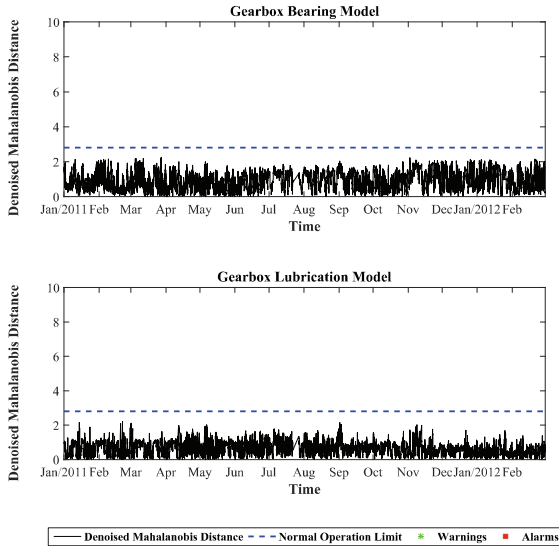 Gearbox Bearing Model
Denoised Mahalanobis Distance
10
8
6
4
2
0
Jan/2011 Feb Mar Apr May Jun Jul Aug Sep Oct Nov Dec Jan/2012 Feb
Time
Gearbox Lubrication Model
Denoised Mahalanobis Distance
10
8
6
4
2
0
Jan/2011 Feb Mar Apr May Jun Jul Aug Sep Oct Nov Dec Jan/2012 Feb
Time
Denoised Mahalanobis Distance Normal Operation Limit Warnings Alarms